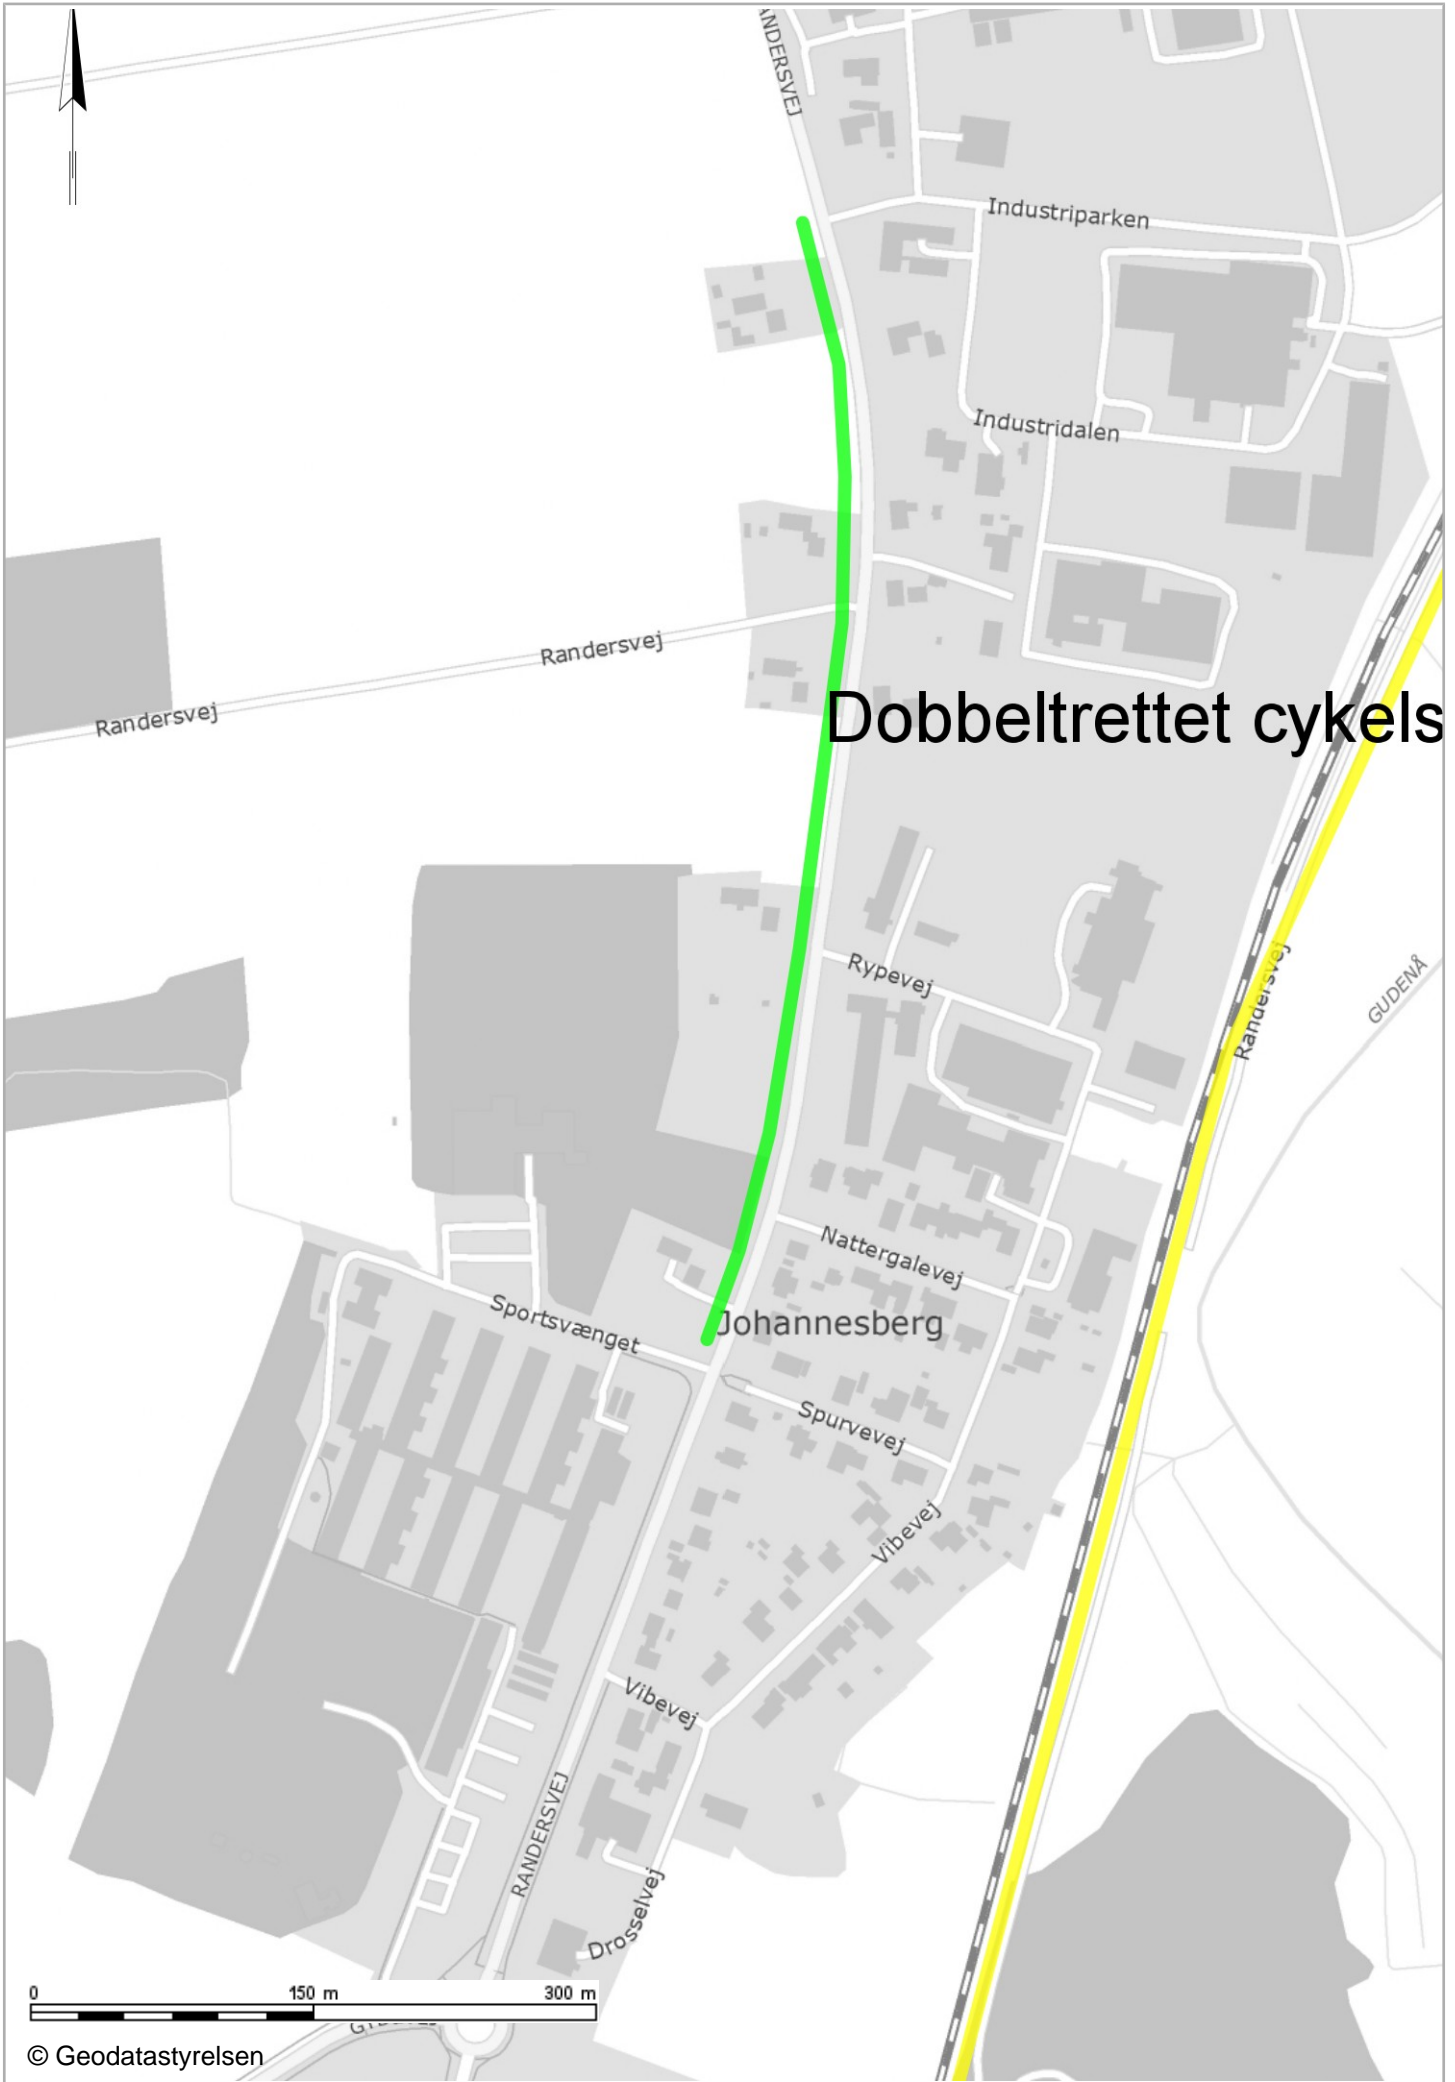 ANDERSVEJ
Industriparken
Industridalen
Randersvej
Randersvej
Dobbeltrettet cykels
Rypevej
Randersvej
GUDENÅ
Nattergalevej
Sportsvænget
Johannesberg
Spurvevej
Vibevej
Vibevej
RANDERSVEJ
Drosselvej
0 150 m 300 m
© Geodatastyrelsen